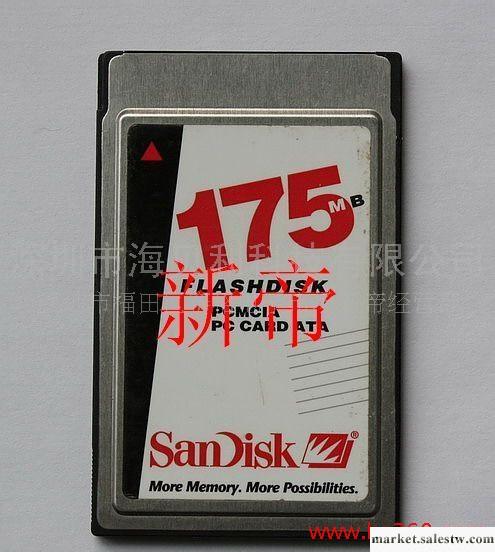 175MB
FLASHDISK
新帝
PCMCIA
PC CARD ATA
SanDisk®
More Memory. More Possibilities.
market.salestw.com